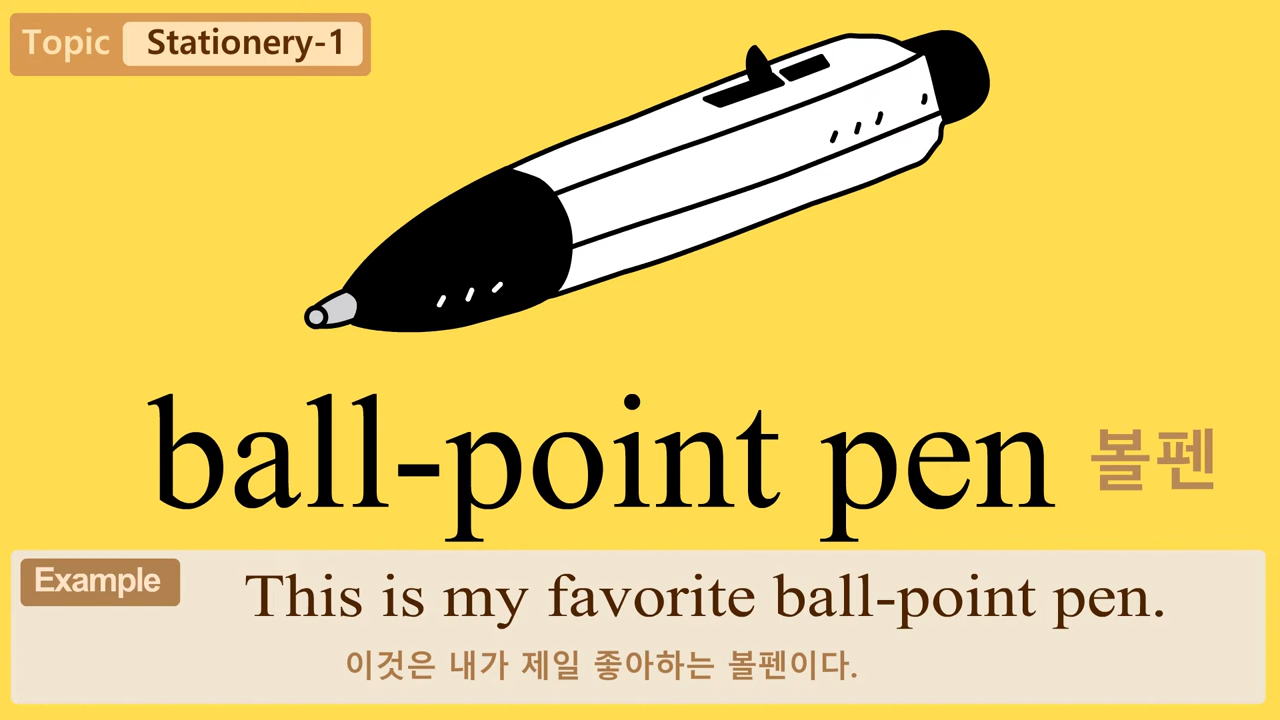 Topic Stationery-1
ball-point pen 볼펜
Example This is my favorite ball-point pen.
이것은 내가 제일 좋아하는 볼펜이다.